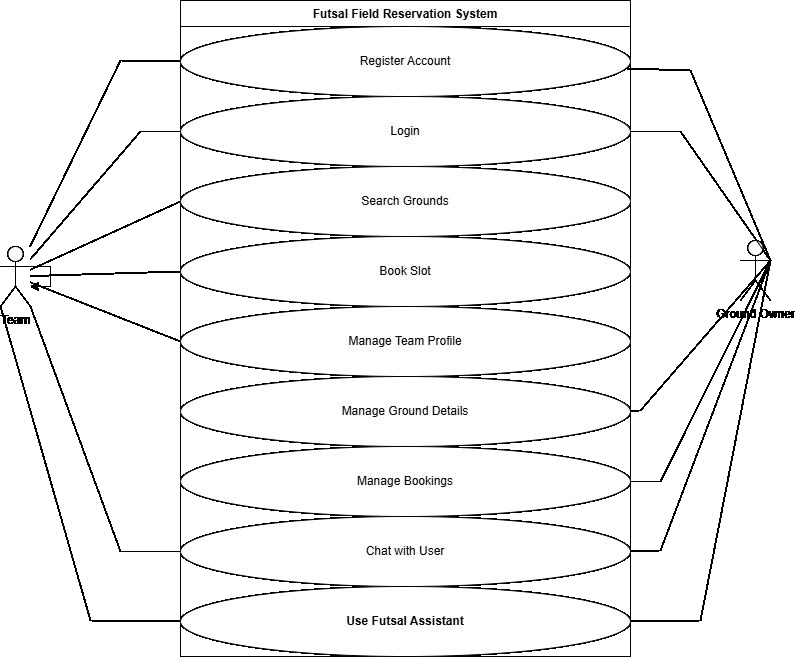 Futsal Field Reservation System
Register Account
Login
Search Grounds
Book Slot
Team
Ground Owner
Manage Team Profile
Manage Ground Details
Manage Bookings
Chat with User
Use Futsal Assistant